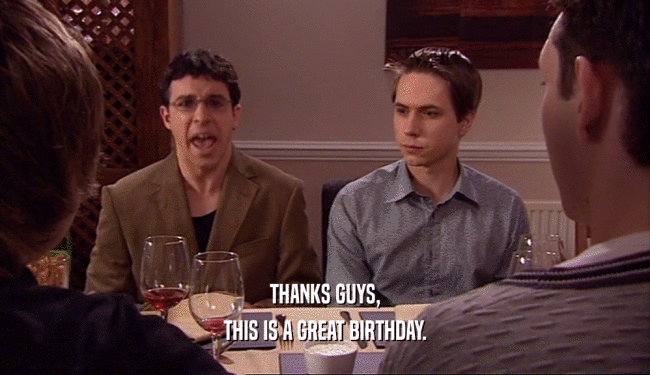 THANKS GUYS,
THIS IS A GREAT BIRTHDAY.